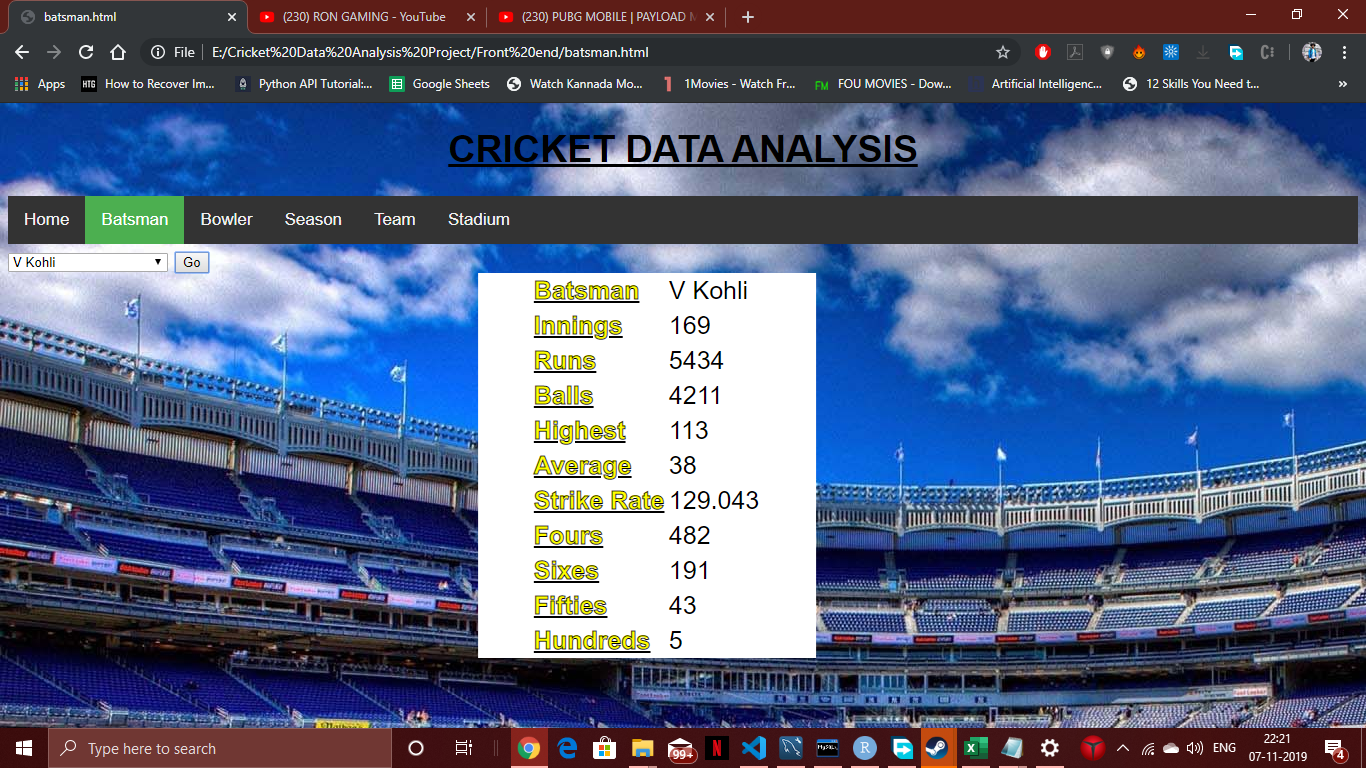 batsman.html
(230) RON GAMING - YouTube
(230) PUBG MOBILE | PAYLOAD M
File
E:/Cricket%20Data%20Analysis%20Project/Front%20end/batsman.html
Apps
HTG
How to Recover Im...
Python API Tutorial:...
Google Sheets
Watch Kannada Mo...
1Movies - Watch Fr...
FM
FOU MOVIES - Dow...
Artificial Intelligenc...
12 Skills You Need t...
»
CRICKET DATA ANALYSIS
Home Batsman Bowler Season Team Stadium
V Kohli Go
Batsman V Kohli
Innings 169
Runs 5434
Balls 4211
Highest 113
Average 38
Strike Rate 129.043
Fours 482
Sixes 191
Fifties 43
Hundreds 5
Type here to search
99+
N
MySQL
R
ENG
22:21
07-11-2019
4